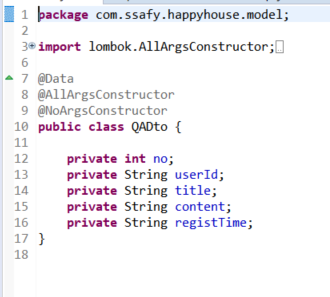 1 package com.ssafy.happyhouse.model;
2
3 import lombok.AllArgsConstructor;
6
7 @Data
8 @AllArgsConstructor
9 @NoArgsConstructor
10 public class QADto {
11
12 private int no;
13 private String userId;
14 private String title;
15 private String content;
16 private String registTime;
17 }
18